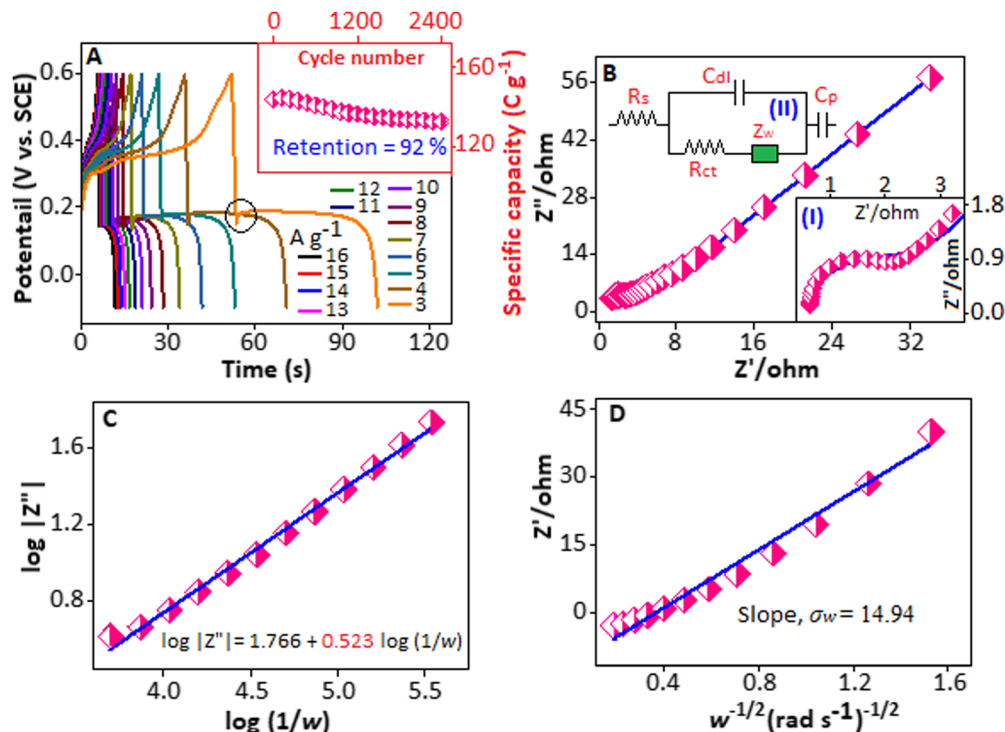 A
Potentail (V vs. SCE)
0.6
0.4
0.2
0.0
0 30 60 90 120
Time (s)
0 1200 2400
Cycle number
160
120
Specific capacity (C g-1)
Retention = 92 %
12
11
A g-1
16
15
14
13
10
9
8
7
6
5
4
3
B
Z"/ohm
56
42
28
14
0
0 8 16 24 32
Z'/ohm
Rs
Cdl
(II)
Cp
Rct
Zw
1 2 3
Z'/ohm
(I)
1.8
0.9
0.0
Z"/ohm
C
log |Z"|
1.6
1.2
0.8
4.0 4.5 5.0 5.5
log (1/w)
log |Z"| = 1.766 + 0.523 log (1/w)
D
Z'/ohm
45
30
15
0
0.4 0.8 1.2 1.6
w-1/2 (rad s-1)-1/2
Slope, σw = 14.94